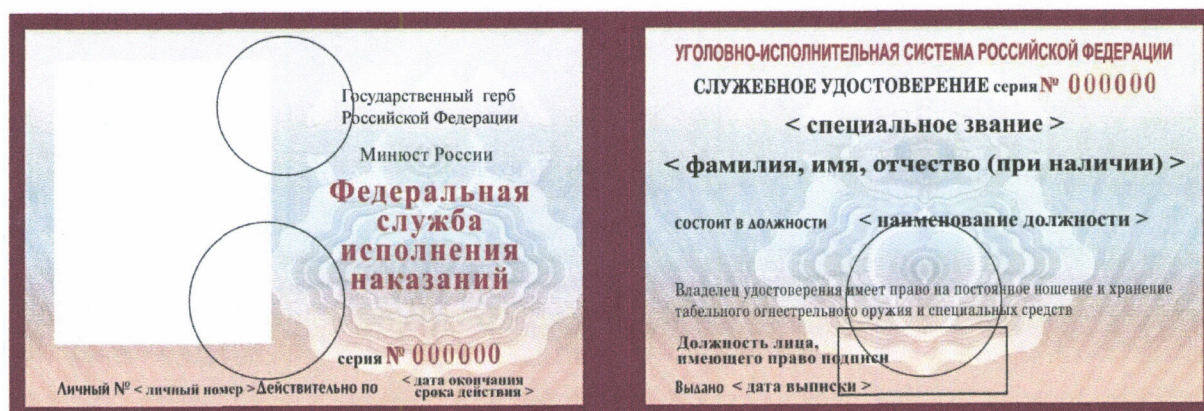 Государственный герб
Российской Федерации
Минюст России
Федеральная
служба
исполнения
наказаний
серия № 000000
Личный № < личный номер > Действительно по < дата окончания
срока действия >
УГОЛОВНО-ИСПОЛНИТЕЛЬНАЯ СИСТЕМА РОССИЙСКОЙ ФЕДЕРАЦИИ
СЛУЖЕБНОЕ УДОСТОВЕРЕНИЕ серия № 000000
< специальное звание >
< фамилия, имя, отчество (при наличии) >
состоит в должности < наименование должности >
Владелец удостоверения имеет право на постоянное ношение и хранение
табельного огнестрельного оружия и специальных средств
Должность лица,
имеющего право подписи
Выдано < дата выписки >